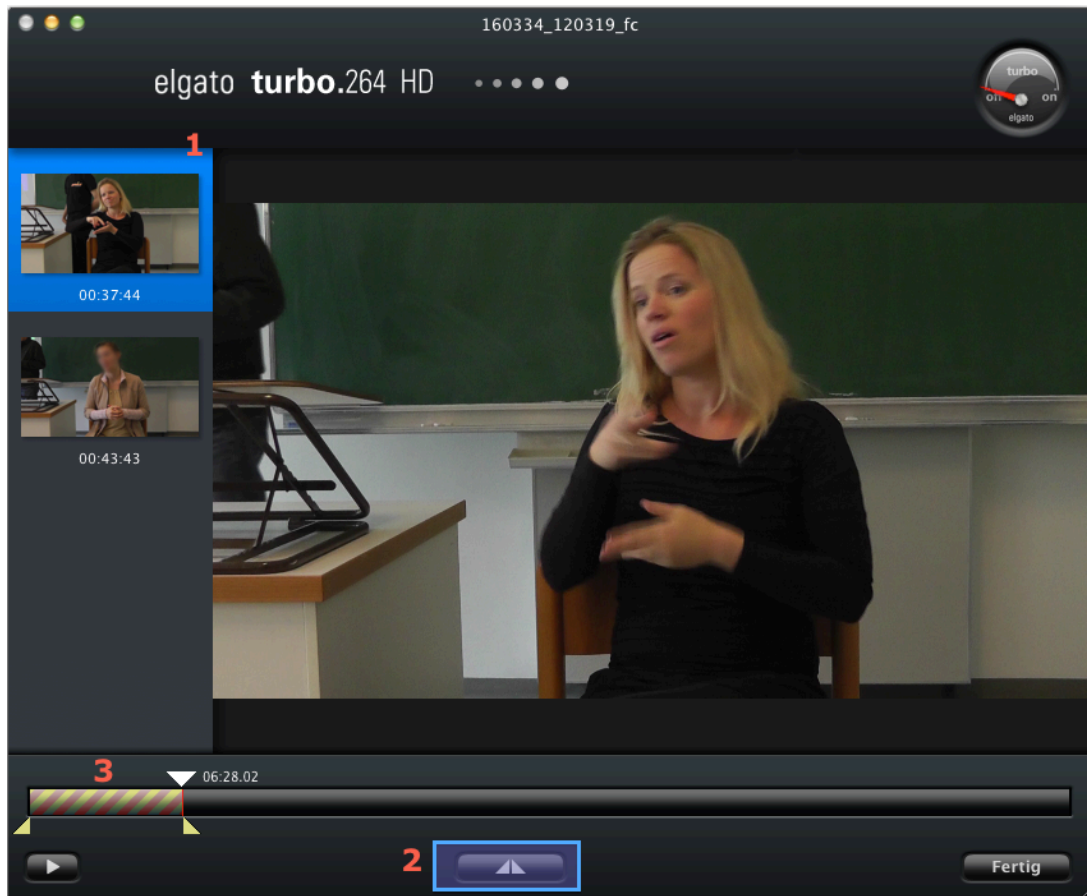 160334_120319_fc
elgato turbo.264 HD
turbo
off on
elgato
1
00:37:44
00:43:43
3
06:28.02
2
Fertig